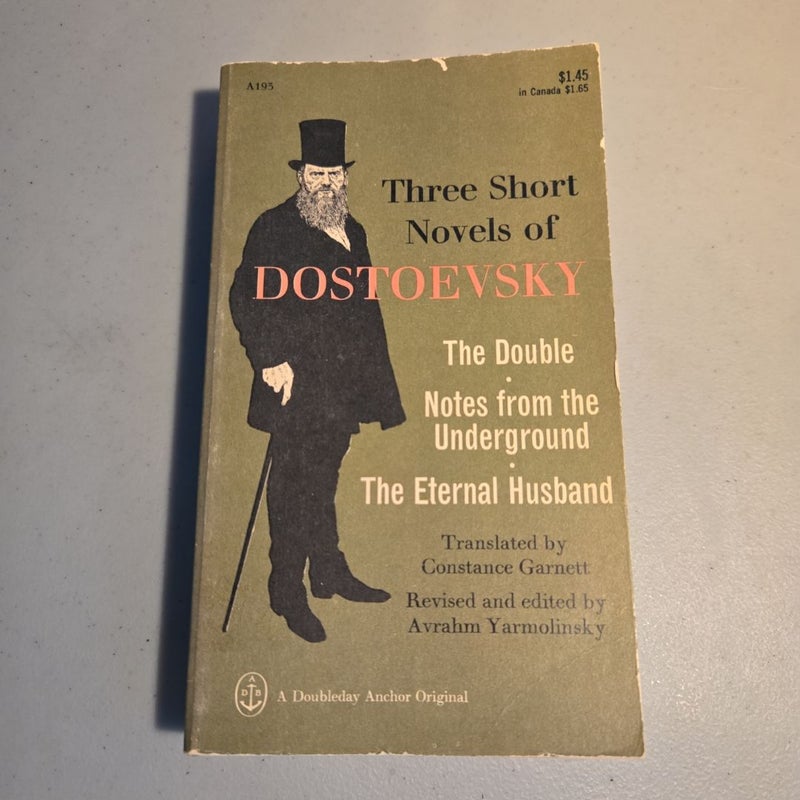 A193
$1.45
in Canada $1.65
Three Short
Novels of
DOSTOEVSKY
The Double
·
Notes from the
Underground
·
The Eternal Husband
Translated by
Constance Garnett
Revised and edited by
Avrahm Yarmolinsky
A
D B
A Doubleday Anchor Original